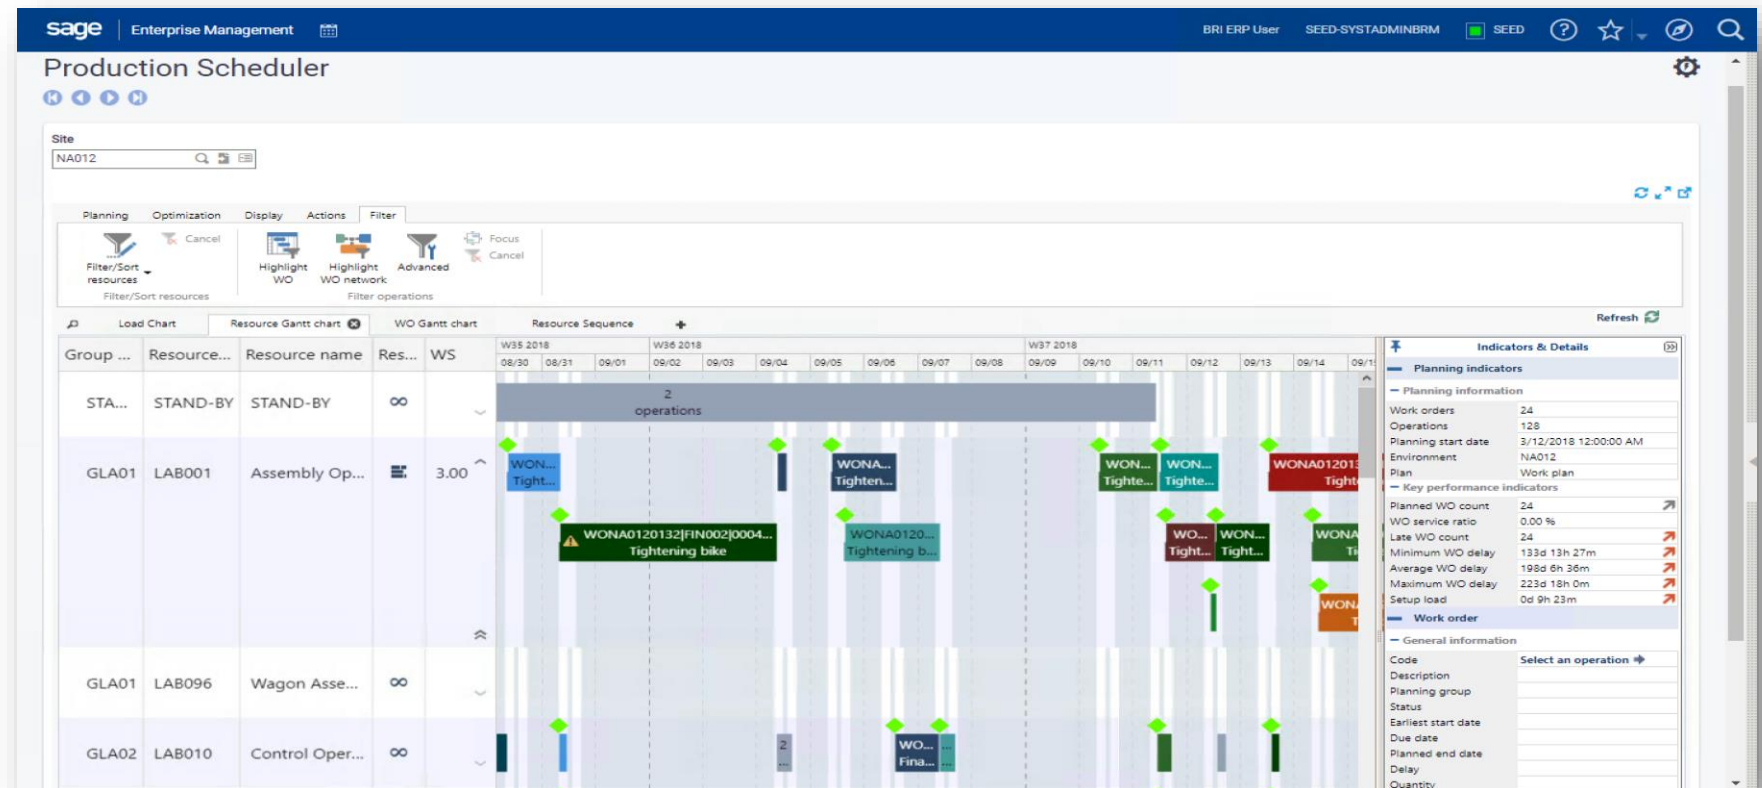 sage Enterprise Management BRI ERP User SEED-SYSTADMINBRM SEED
Production Scheduler
Site
NA012
Planning Optimization Display Actions Filter
Cancel Focus
Cancel
Filter/Sort resources Highlight WO Highlight WO network Advanced
Filter/Sort resources Filter operations
Load Chart Resource Gantt chart WO Gantt chart Resource Sequence Refresh
Group ... Resource... Resource name Res... WS
W35 2018 W36 2018 W37 2018
08/30 08/31 09/01 09/02 09/03 09/04 09/05 09/06 09/07 09/08 09/09 09/10 09/11 09/12 09/13 09/14
STA... STAND-BY STAND-BY
2
operations
GLA01 LAB001 Assembly Op... 3.00
WON... WONA... WON... WON... WONA01201
Tight... Tighten... Tighte... Tighte... Tight
WONA0120132|FIN002|0004... WONA0120... WO... WON... WONA
Tightening bike Tightening b... Tight... Tight...
WON
GLA01 LAB096 Wagon Asse...
GLA02 LAB010 Control Oper...
2 WO... ...
... Fina... ...
Indicators & Details
Planning indicators
Planning information
Work orders 24
Operations 128
Planning start date 3/12/2018 12:00:00 AM
Environment NA012
Plan Work plan
Key performance indicators
Planned WO count 24
WO service ratio 0.00 %
Late WO count 24
Minimum WO delay 133d 13h 27m
Average WO delay 198d 6h 36m
Maximum WO delay 223d 18h 0m
Setup load 0d 9h 23m
Work order
General information
Code Select an operation
Description
Planning group
Status
Earliest start date
Due date
Planned end date
Delay
Quantity